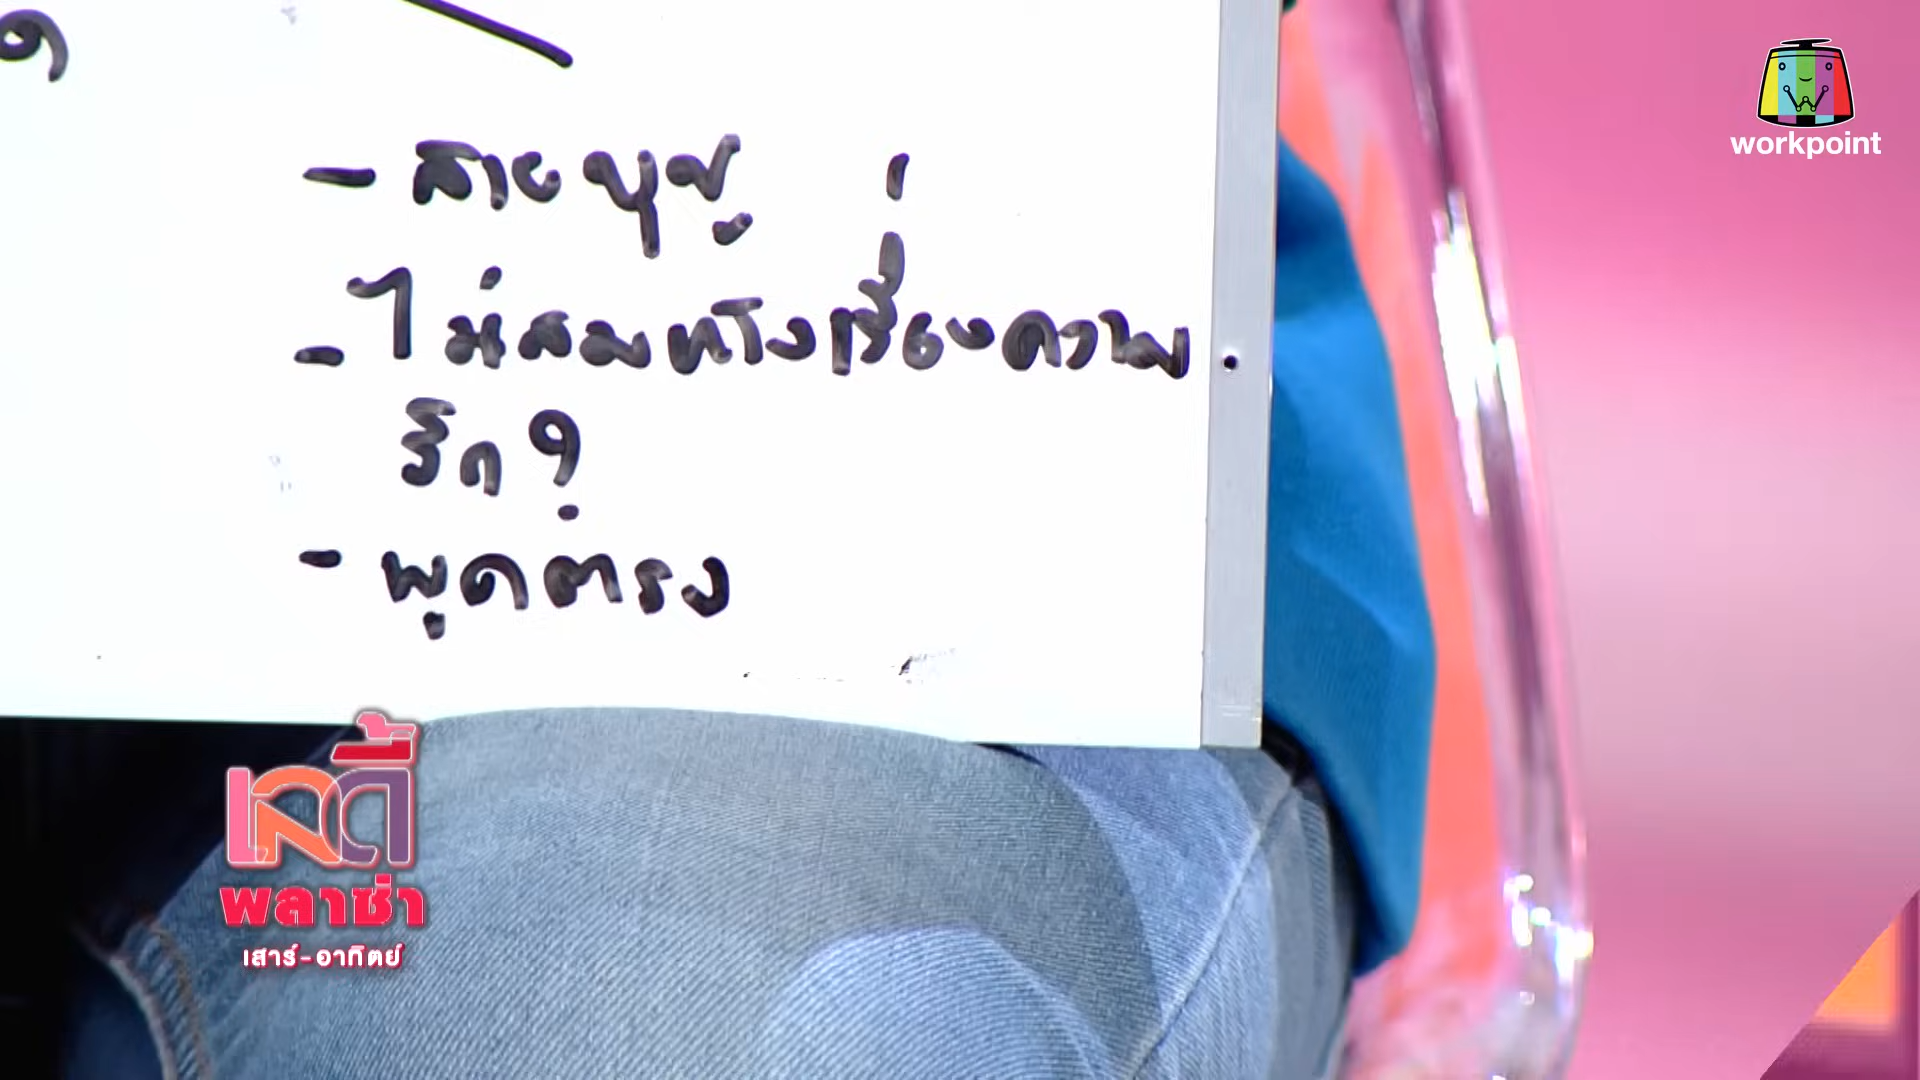 workpoint
- สายบุญ
- ไม่สมหวังเรื่องความ
รัก ?
- พูดตรง
เลดี้
พลาซ่า
เสาร์-อาทิตย์